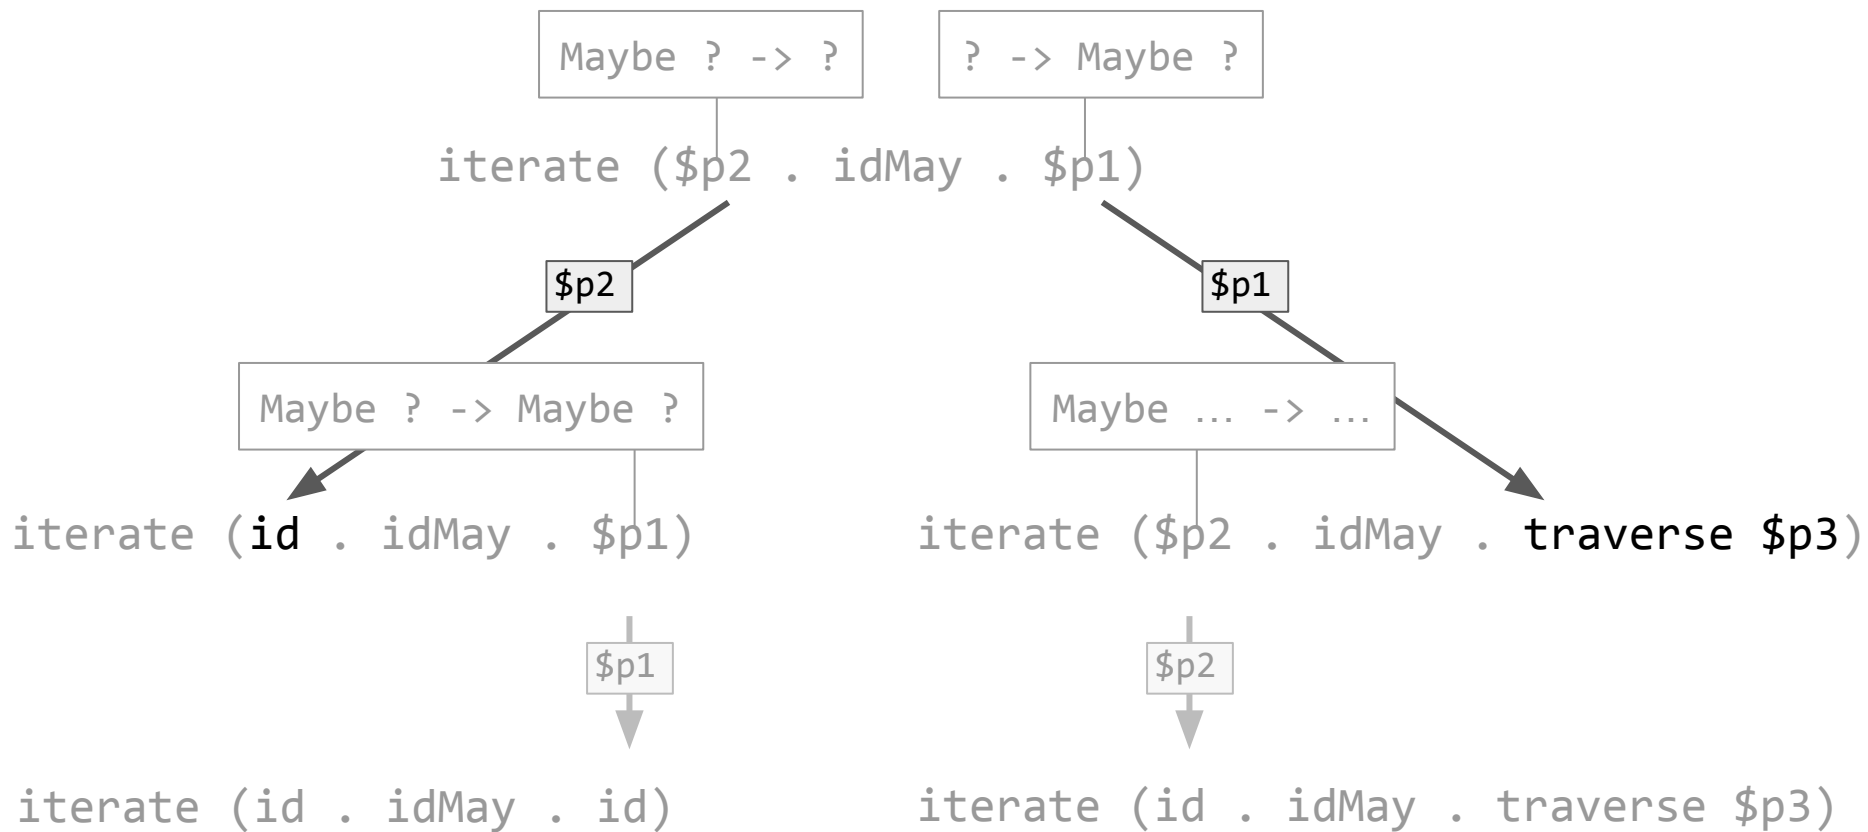 Maybe ? -> ?
? -> Maybe ?
iterate ($p2 . idMay . $p1)
$p2
$p1
Maybe ? -> Maybe ?
Maybe … -> …
iterate (id . idMay . $p1)
iterate ($p2 . idMay . traverse $p3)
$p1
$p2
iterate (id . idMay . id)
iterate (id . idMay . traverse $p3)